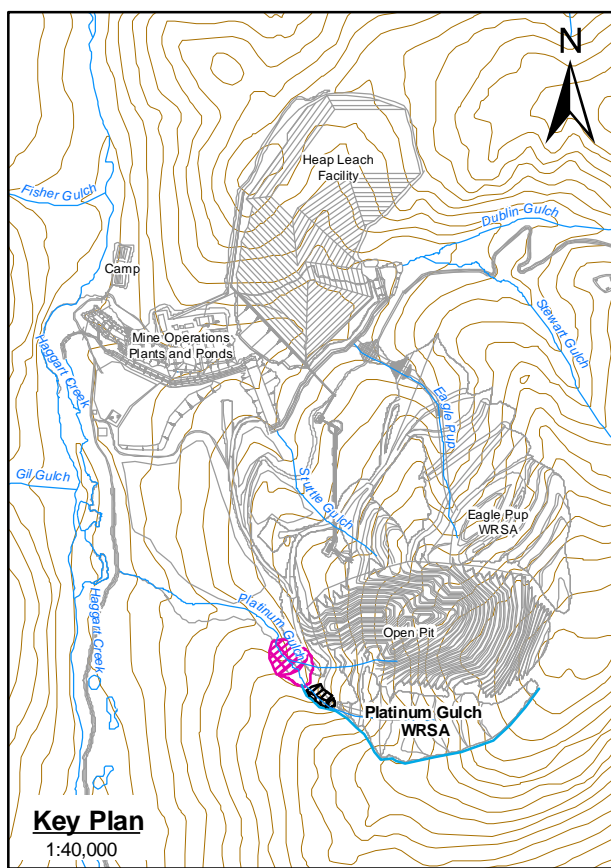 N
Heap Leach
Facility
Fisher Gulch
Dublin Gulch
Camp
Stewart Gulch
Mine Operations
Plants and Ponds
Haggart Creek
Eagle Pup
Gil Gulch
Stuttle Gulch
Eagle Pup
WRSA
Platinum Gulch
Open Pit
Haggart Creek
Platinum Gulch
WRSA
Key Plan
1:40,000